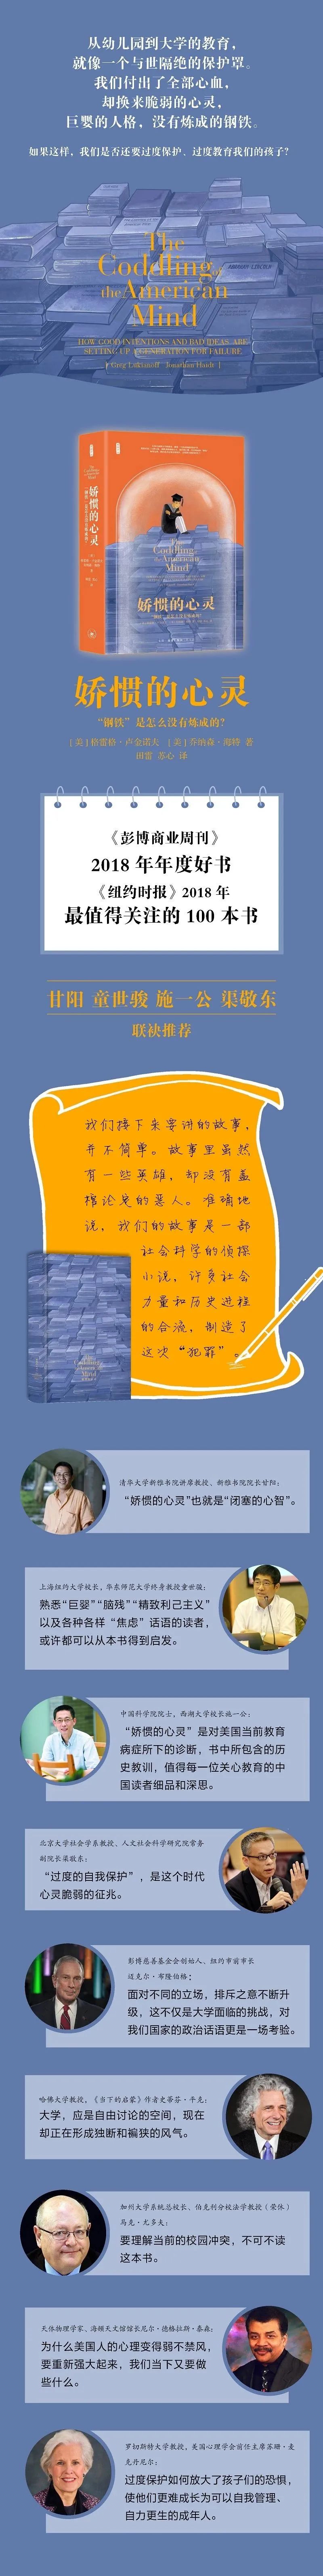 从幼儿园到大学的教育，
就像一个与世隔绝的保护罩。
我们付出了全部心血，
却换来脆弱的心灵，
巨婴的人格，没有炼成的钢铁。
如果这样，我们是否还要过度保护、过度教育我们的孩子？
The
Coddling of
the American
Mind
HOW GOOD INTENTIONS AND BAD IDEAS ARE
SETTING UP A GENERATION FOR FAILURE
Greg Lukianoff Jonathan Haidt
娇惯的心灵
The
Coddling of
the American
Mind
娇惯的心灵
娇惯的心灵
“钢铁”是怎么没有炼成的？
［美］格雷格·卢金诺夫 ［美］乔纳森·海特 著
田雷 苏心 译
《彭博商业周刊》
2018 年年度好书
《纽约时报》2018 年
最值得关注的 100 本书
甘阳 童世骏 施一公 渠敬东
联袂推荐
我们接下来要讲的故事，
并不简单。故事里虽然
有一些英雄，却没有盖
棺论定的恶人。准确地
说，我们的故事是一部
社会科学的侦探
小说，许多社会
力量和历史进程
的合流，制造了
这次“犯罪”。
The
Coddling of
the American
Mind
清华大学新雅书院讲席教授、新雅书院院长甘阳：
“娇惯的心灵”也就是“闭塞的心智”。
上海纽约大学校长，华东师范大学终身教授童世骏：
熟悉“巨婴”“脑残”“精致利己主义”
以及各种各样“焦虑”话语的读者，
或许都可以从本书得到启发。
中国科学院院士，西湖大学校长施一公：
“娇惯的心灵”是对美国当前教育
病症所下的诊断，书中所包含的历
史教训，值得每一位关心教育的中
国读者细品和深思。
北京大学社会学系教授、人文社会科学研究院常务
副院长渠敬东：
“过度的自我保护”，是这个时代
心灵脆弱的征兆。
彭博慈善基金会创始人、纽约市前市长
迈克尔·布隆伯格：
面对不同的立场，排斥之意不断升
级，这不仅是大学面临的挑战，对
我们国家的政治话语更是一场考验。
哈佛大学教授，《当下的启蒙》作者史蒂芬·平克：
大学，应是自由讨论的空间，现在
却正在形成独断和褊狭的风气。
加州大学系统总校长、伯克利分校法学教授（荣休）
马克·尤多夫：
要理解当前的校园冲突，不可不读
这本书。
天体物理学家、海顿天文馆馆长尼尔·德格拉斯·泰森：
为什么美国人的心理变得弱不禁风，
要重新强大起来，我们当下又要做
些什么。
罗切斯特大学教授，美国心理学会前任主席苏珊·麦
克丹尼尔：
过度保护如何放大了孩子们的恐惧，
使他们更难成长为可以自我管理、
自力更生的成年人。